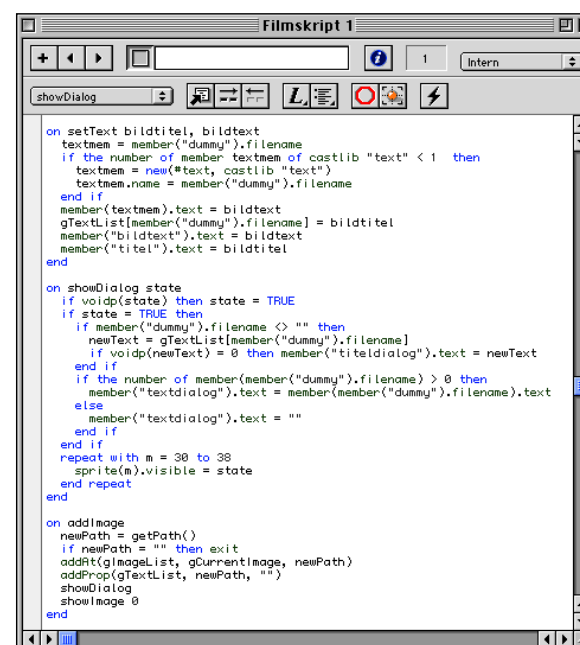 Filmskript 1
1
Intern
showDialog
L
on setText bildtitel, bildtext
textmem = member("dummy").filename
if the number of member textmem of castlib "text" < 1 then
textmem = new(#text, castlib "text")
textmem.name = member("dummy").filename
end if
member(textmem).text = bildtext
gTextList[member("dummy").filename] = bildtitel
member("bildtext").text = bildtext
member("titel").text = bildtitel
end
on showDialog state
if voidp(state) then state = TRUE
if state = TRUE then
if member("dummy").filename <> "" then
newText = gTextList[member("dummy").filename]
if voidp(newText) = 0 then member("titeldialog").text = newText
end if
if the number of member(member("dummy").filename) > 0 then
member("textdialog").text = member(member("dummy").filename).text
else
member("textdialog").text = ""
end if
end if
repeat with m = 30 to 38
sprite(m).visible = state
end repeat
end
on addImage
newPath = getPath()
if newPath = "" then exit
addAt(gImageList, gCurrentImage, newPath)
addProp(gTextList, newPath, "")
showDialog
showImage 0
end